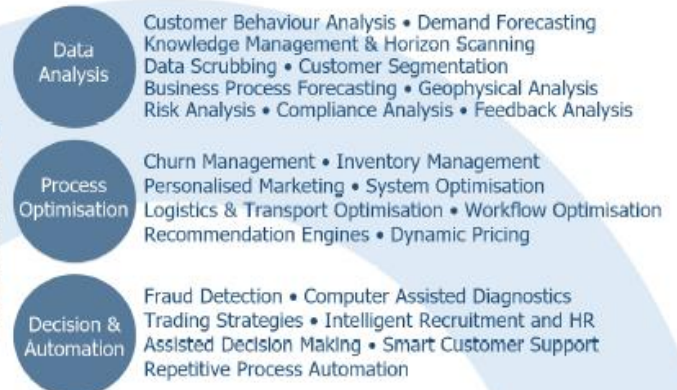 Data
Analysis
Customer Behaviour Analysis • Demand Forecasting
Knowledge Management & Horizon Scanning
Data Scrubbing • Customer Segmentation
Business Process Forecasting • Geophysical Analysis
Risk Analysis • Compliance Analysis • Feedback Analysis
Process
Optimisation
Churn Management • Inventory Management
Personalised Marketing • System Optimisation
Logistics & Transport Optimisation • Workflow Optimisation
Recommendation Engines • Dynamic Pricing
Decision &
Automation
Fraud Detection • Computer Assisted Diagnostics
Trading Strategies • Intelligent Recruitment and HR
Assisted Decision Making • Smart Customer Support
Repetitive Process Automation